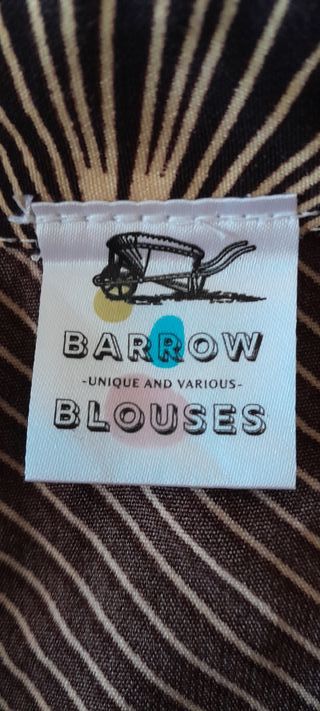 BARROW
-UNIQUE AND VARIOUS-
BLOUSES